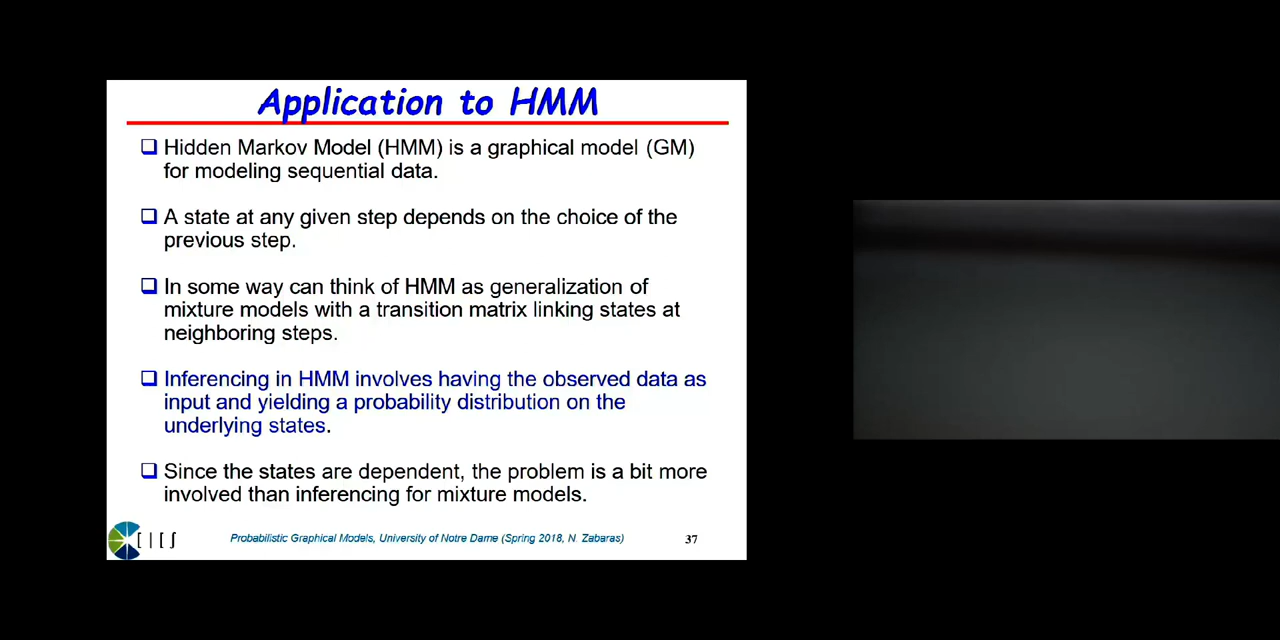 Application to HMM
Hidden Markov Model (HMM) is a graphical model (GM)
for modeling sequential data.
A state at any given step depends on the choice of the
previous step.
In some way can think of HMM as generalization of
mixture models with a transition matrix linking states at
neighboring steps.
Inferencing in HMM involves having the observed data as
input and yielding a probability distribution on the
underlying states.
Since the states are dependent, the problem is a bit more
involved than inferencing for mixture models.
Probabilistic Graphical Models, University of Notre Dame (Spring 2018, N. Zabaras)
37